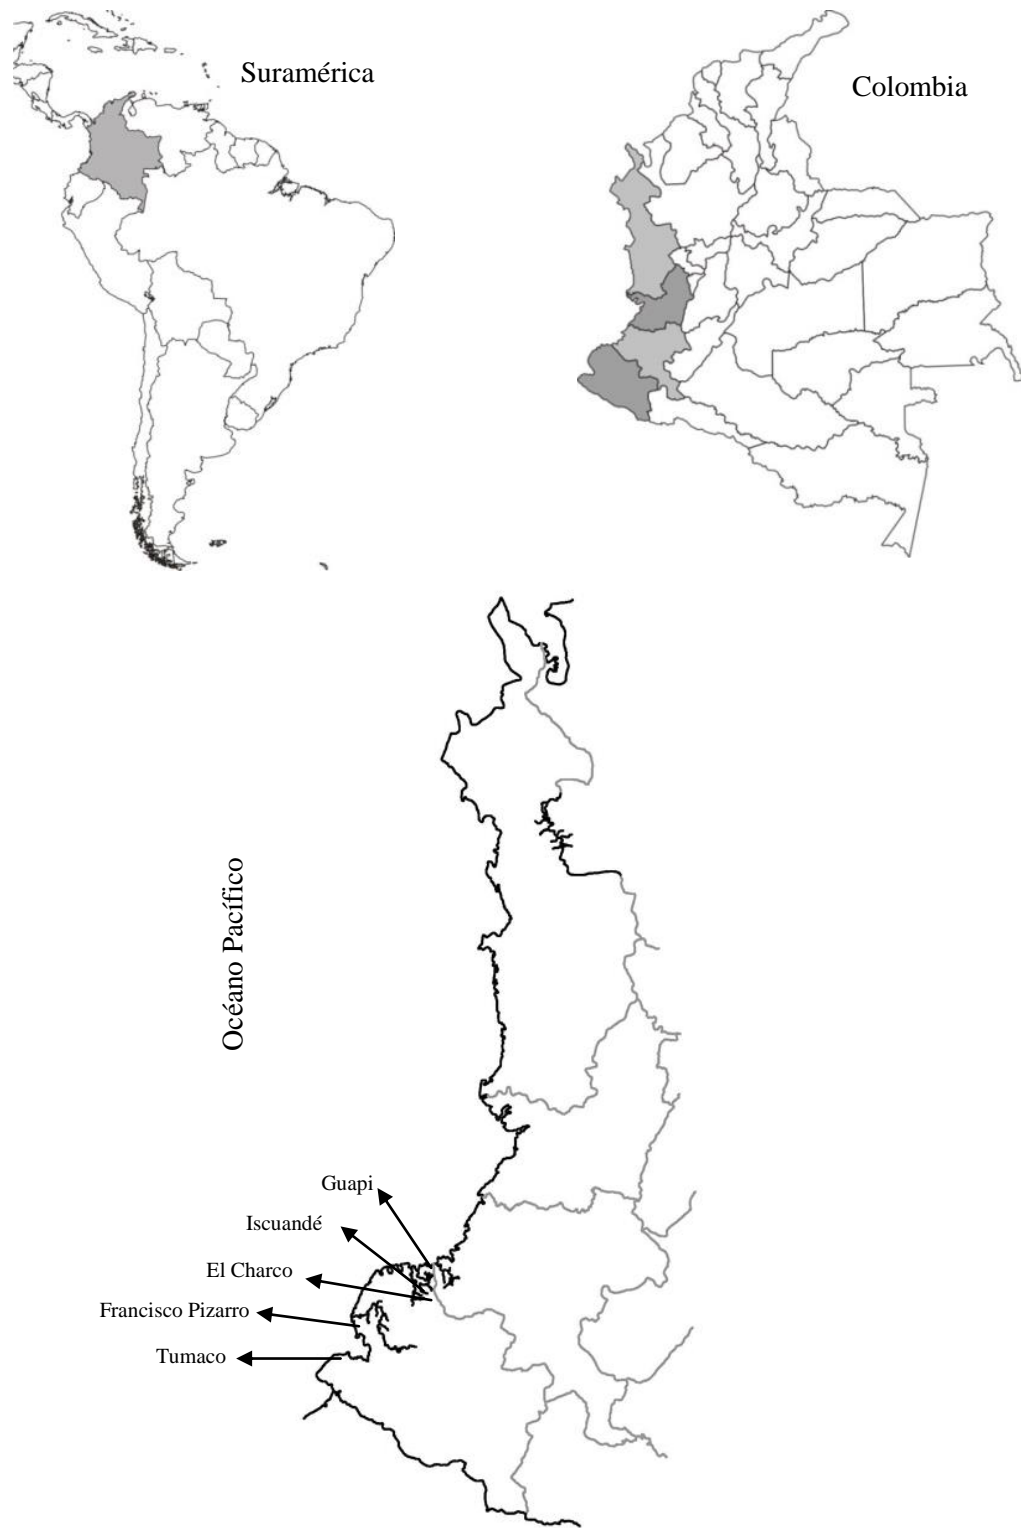 Suramérica
Colombia
Océano Pacífico
Guapi
Iscuandé
El Charco
Francisco Pizarro
Tumaco